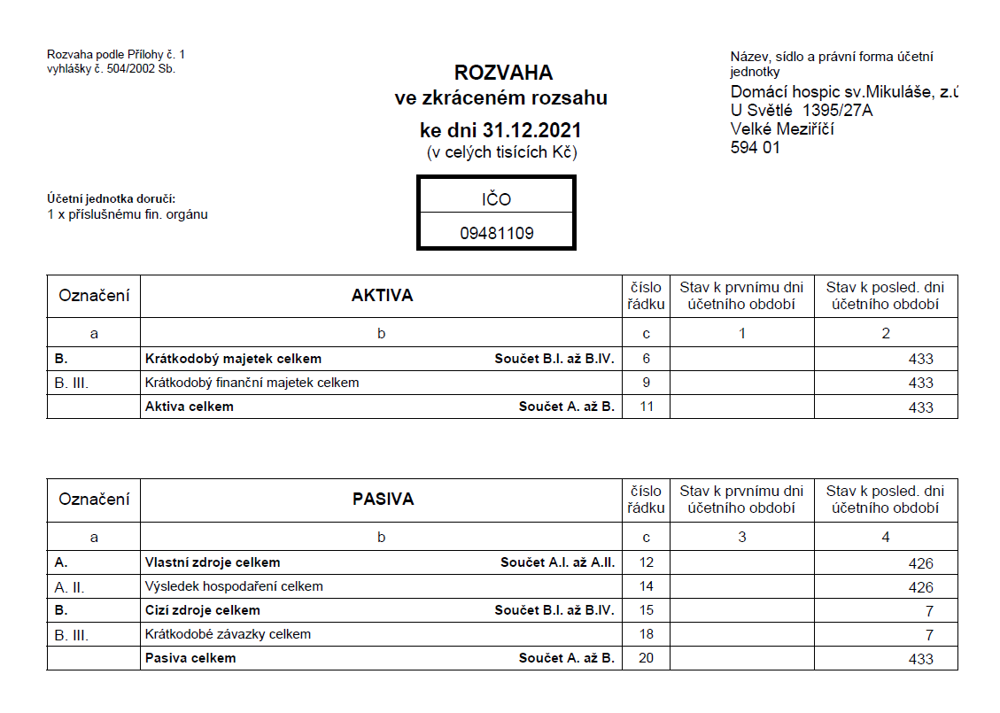 Rozvaha podle Přílohy č. 1
vyhlášky č. 504/2002 Sb.
ROZVAHA
ve zkráceném rozsahu
ke dni 31.12.2021
(v celých tisících Kč)
Název, sídlo a právní forma účetní
jednotky
Domácí hospic sv.Mikuláše, z.ú
U Světlé 1395/27A
Velké Meziříčí
594 01
Účetní jednotka doručí:
1 x příslušnému fin. orgánu
IČO
09481109
Označení AKTIVA číslo řádku Stav k prvnímu dni účetního období Stav k posled. dni účetního období
a b c 1 2
B. Krátkodobý majetek celkem Součet B.I. až B.IV. 6 433
B. III. Krátkodobý finanční majetek celkem 9 433
Aktiva celkem Součet A. až B. 11 433
Označení PASIVA číslo řádku Stav k prvnímu dni účetního období Stav k posled. dni účetního období
a b c 3 4
A. Vlastní zdroje celkem Součet A.I. až A.II. 12 426
A. II. Výsledek hospodaření celkem 14 426
B. Cizí zdroje celkem Součet B.I. až B.IV. 15 7
B. III. Krátkodobé závazky celkem 18 7
Pasiva celkem Součet A. až B. 20 433